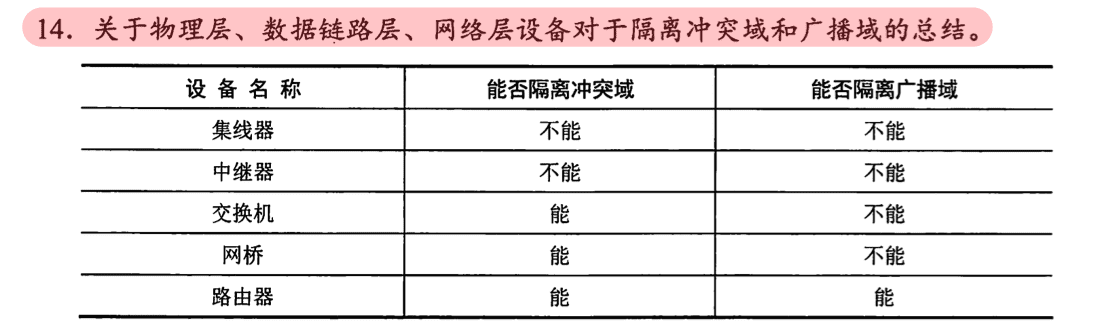 14. 关于物理层、数据链路层、网络层设备对于隔离冲突域和广播域的总结。
设备名称 能否隔离冲突域 能否隔离广播域
集线器 不能 不能
中继器 不能 不能
交换机 能 不能
网桥 能 不能
路由器 能 能